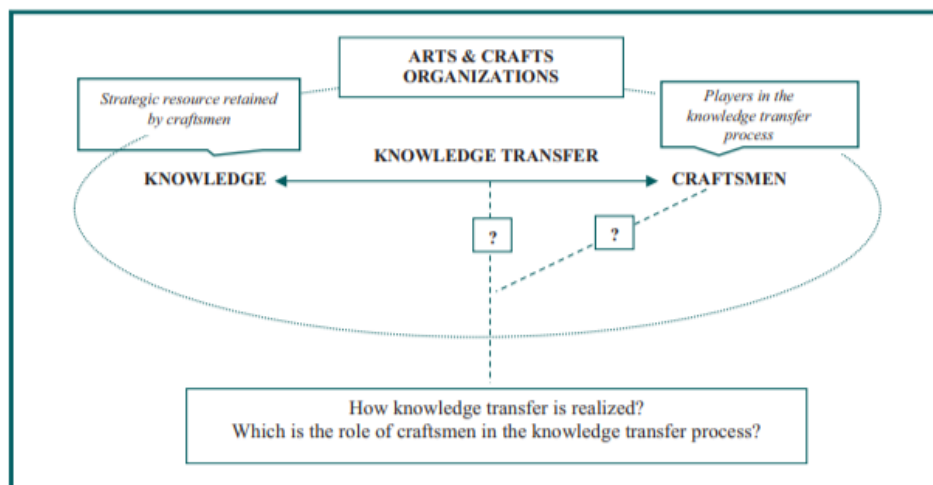 ARTS & CRAFTS
ORGANIZATIONS
Strategic resource retained
by craftsmen
Players in the
knowledge transfer
process
KNOWLEDGE TRANSFER
KNOWLEDGE
CRAFTSMEN
?
?
How knowledge transfer is realized?
Which is the role of craftsmen in the knowledge transfer process?